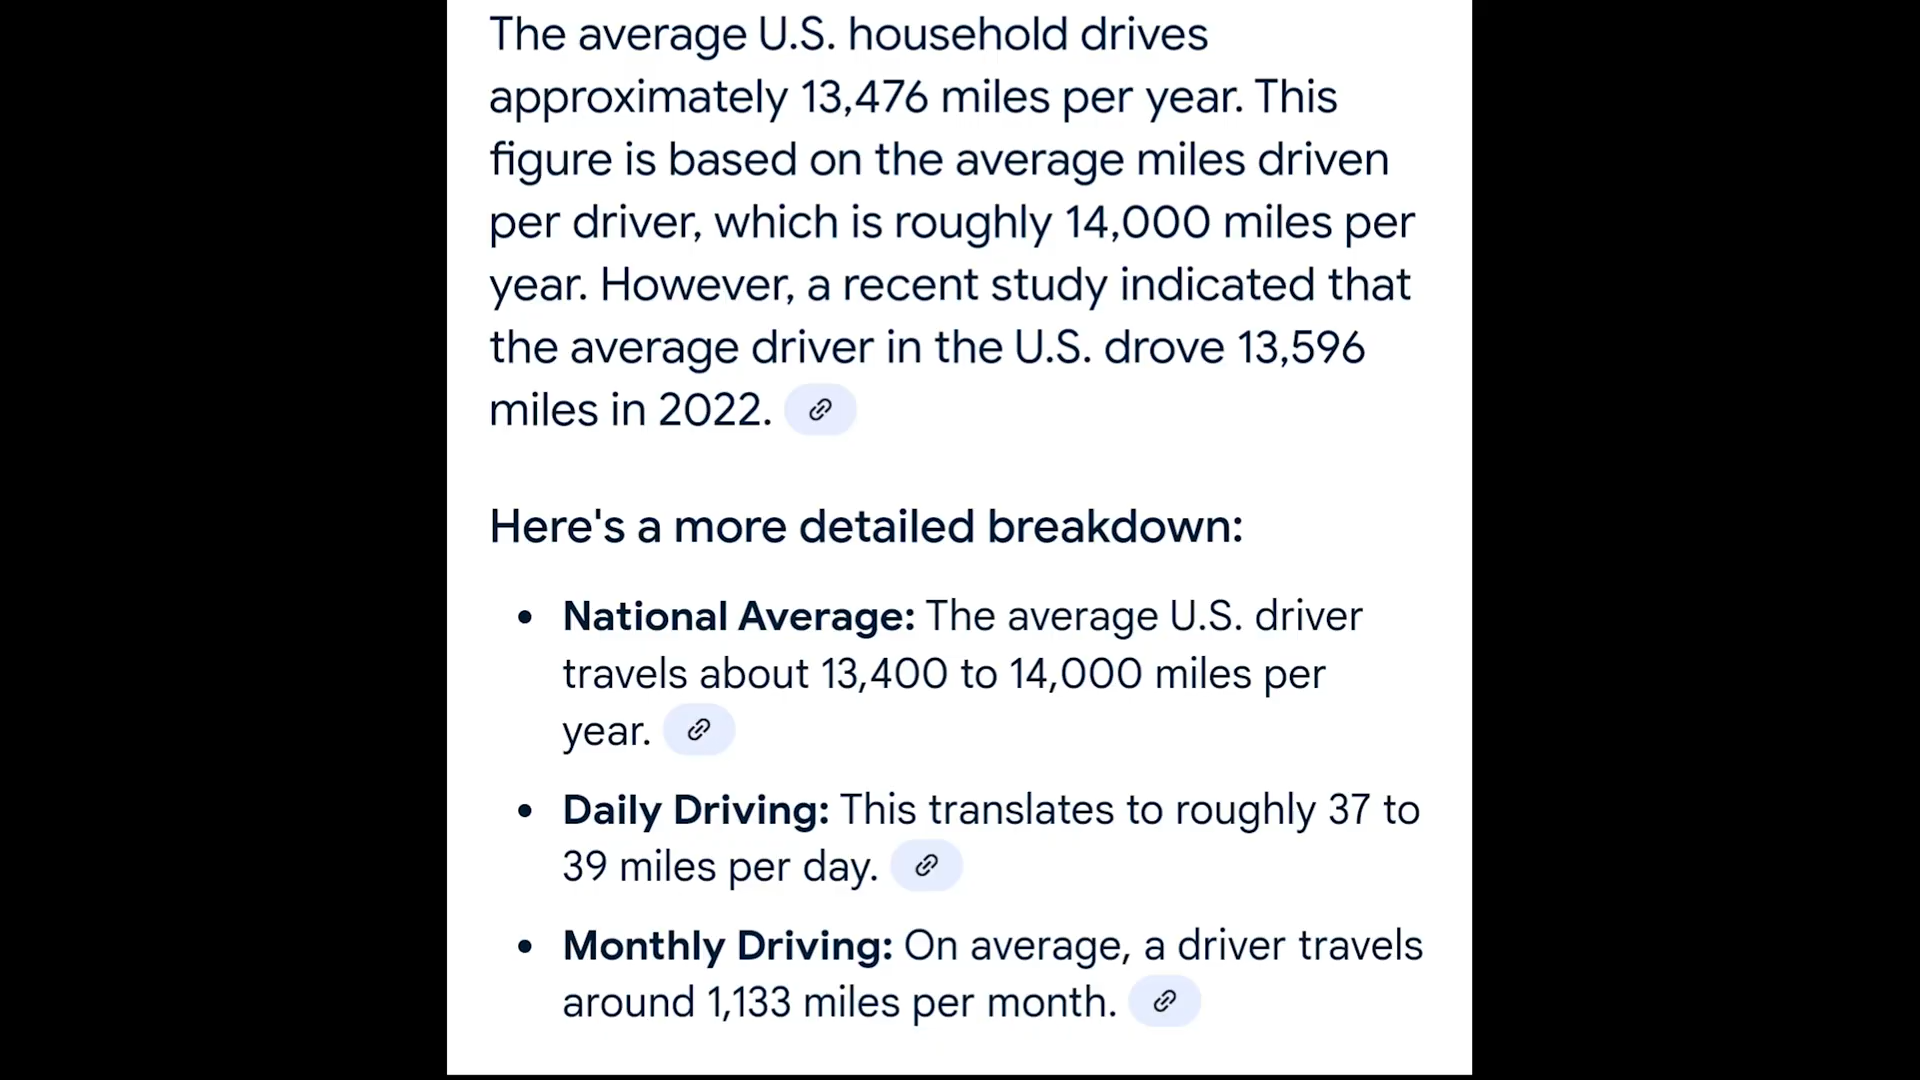 The average U.S. household drives
approximately 13,476 miles per year. This
figure is based on the average miles driven
per driver, which is roughly 14,000 miles per
year. However, a recent study indicated that
the average driver in the U.S. drove 13,596
miles in 2022.
Here's a more detailed breakdown:
• National Average: The average U.S. driver
travels about 13,400 to 14,000 miles per
year.
• Daily Driving: This translates to roughly 37 to
39 miles per day.
• Monthly Driving: On average, a driver travels
around 1,133 miles per month.